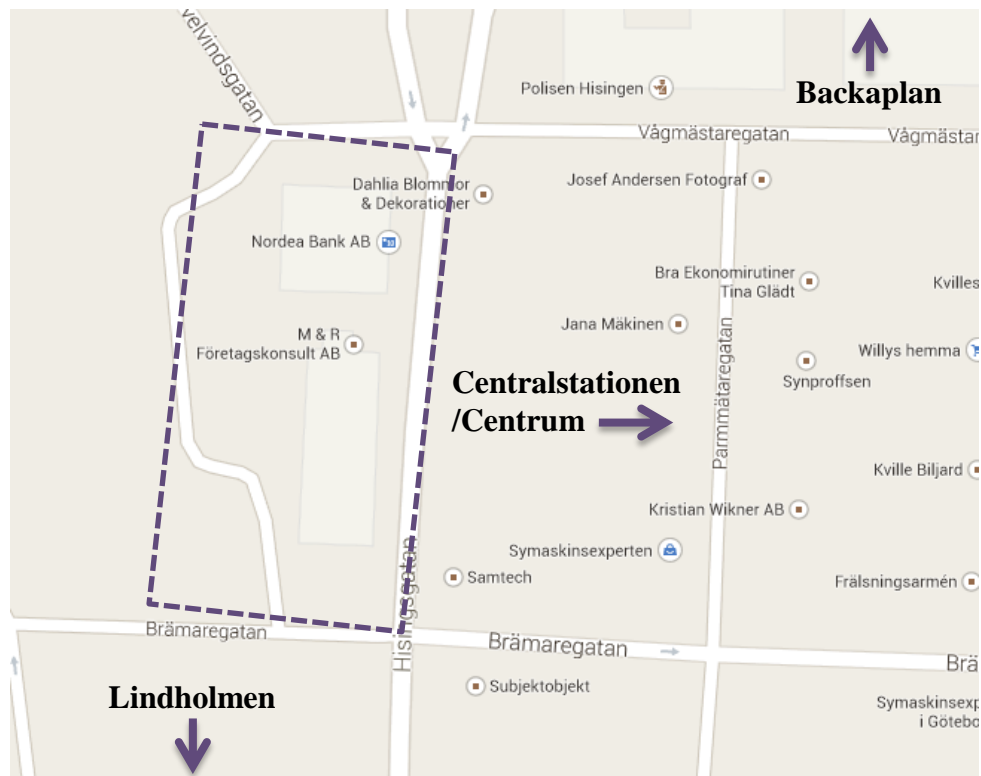 velvindsgatan
Polisen Hisingen
Backaplan
Vågmästaregatan
Vågmästar
Dahlia Blommor
& Dekorationer
Josef Andersen Fotograf
Nordea Bank AB
Bra Ekonomirutiner
Tina Glädt
Kvilles
M & R
Företagskonsult AB
Jana Mäkinen
Willys hemma
Synproffsen
Parmmätaregatan
Centralstationen
/Centrum
Kville Biljard
Kristian Wikner AB
Symaskinsexperten
Samtech
Frälsningsarmén
Hisingsgatan
Brämaregatan
Brämaregatan
Brä
Subjektobjekt
Lindholmen
Symaskinsexp
i Götebo